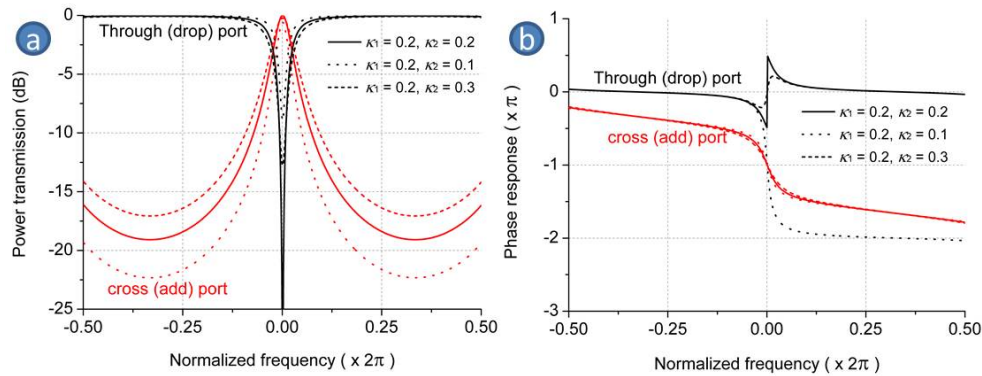 a
Power transmission (dB)
0
-5
-10
-15
-20
-25
Through (drop) port
κ₁ = 0.2, κ₂ = 0.2
κ₁ = 0.2, κ₂ = 0.1
κ₁ = 0.2, κ₂ = 0.3
cross (add) port
-0.50
-0.25
0.00
0.25
0.50
Normalized frequency ( x 2π )
b
Phase response ( x π )
1
0
-1
-2
-3
Through (drop) port
κ₁ = 0.2, κ₂ = 0.2
κ₁ = 0.2, κ₂ = 0.1
κ₁ = 0.2, κ₂ = 0.3
cross (add) port
-0.50
-0.25
0.00
0.25
0.50
Normalized frequency ( x 2π )